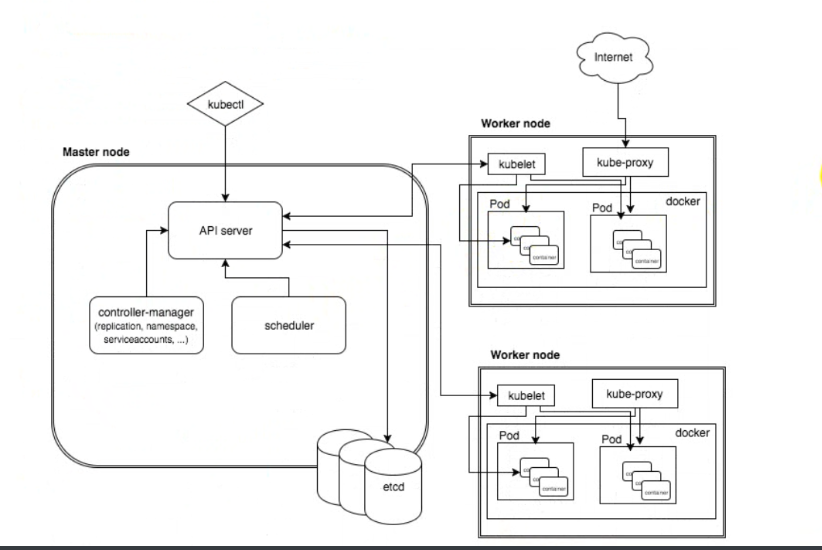 Internet
kubectl
Worker node
Master node
kubelet
kube-proxy
Pod
Pod
docker
API server
container
container
controller-manager
(replication, namespace,
serviceaccounts, ...)
scheduler
Worker node
kubelet
kube-proxy
Pod
Pod
docker
etcd
container
container